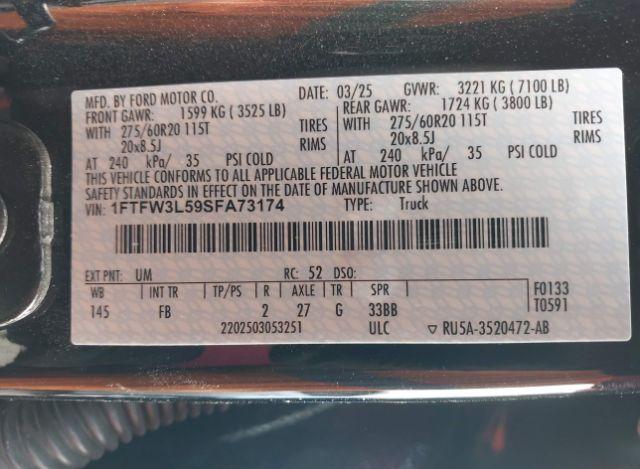 MFD. BY FORD MOTOR CO. DATE: 03/25 GVWR: 3221 KG ( 7100 LB)
FRONT GAWR: 1599 KG ( 3525 LB) REAR GAWR: 1724 KG ( 3800 LB)
WITH 275/60R20 115T TIRES WITH 275/60R20 115T TIRES
20x8.5J RIMS 20x8.5J RIMS
AT 240 kPa/ 35 PSI COLD AT 240 kPa/ 35 PSI COLD
THIS VEHICLE CONFORMS TO ALL APPLICABLE FEDERAL MOTOR VEHICLE
SAFETY STANDARDS IN EFFECT ON THE DATE OF MANUFACTURE SHOWN ABOVE.
VIN: 1FTFW3L59SFA73174 TYPE: Truck
EXT PNT: UM RC: 52 DSO:
WB INT TR TP/PS R AXLE TR SPR F0133
145 FB 2 27 G 33BB T0591
2202503053251 ULC ▽ RU5A-3520472-AB